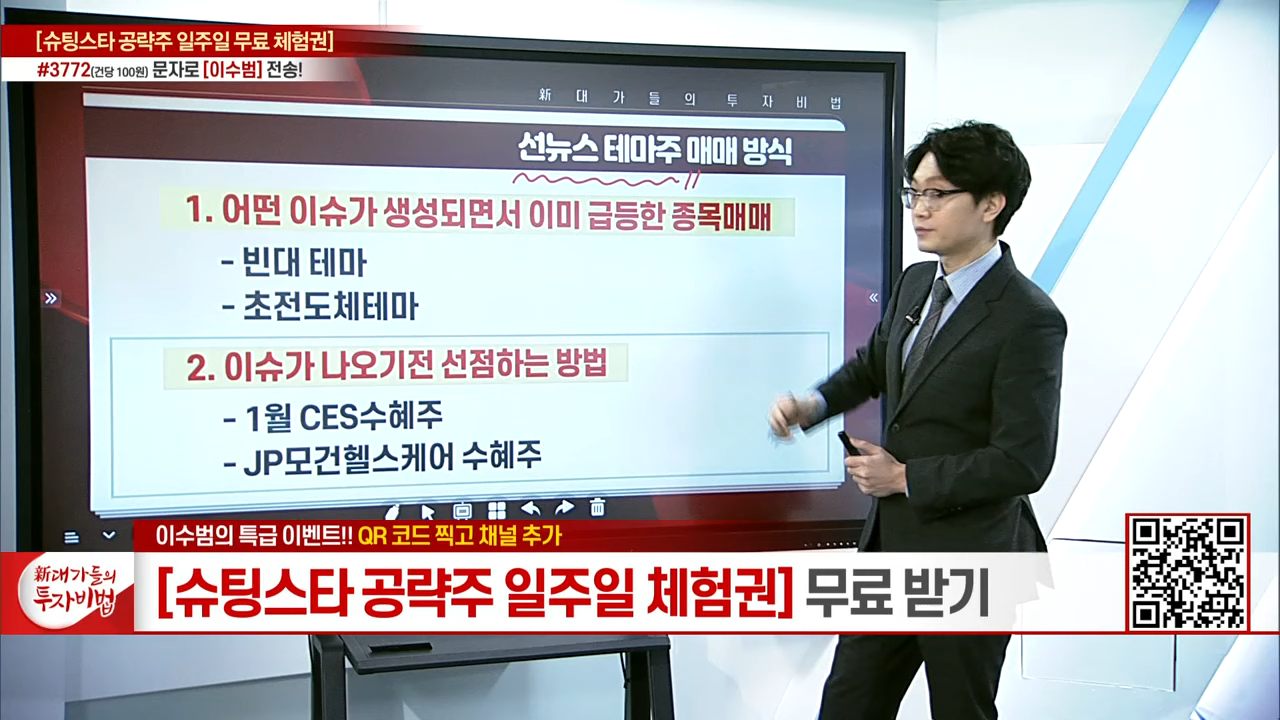 [슈팅스타 공략주 일주일 무료 체험권]
#3772(건당 100원) 문자로 [이수범] 전송!
新 대 가 들 의 투 자 비 법
선뉴스 테마주 매매 방식
1. 어떤 이슈가 생성되면서 이미 급등한 종목매매
- 빈대 테마
- 초전도체테마
2. 이슈가 나오기전 선점하는 방법
- 1월 CES수혜주
- JP모건헬스케어 수혜주
이수범의 특급 이벤트!! QR 코드 찍고 채널 추가
新대가들의
투자비법
[슈팅스타 공략주 일주일 체험권] 무료 받기